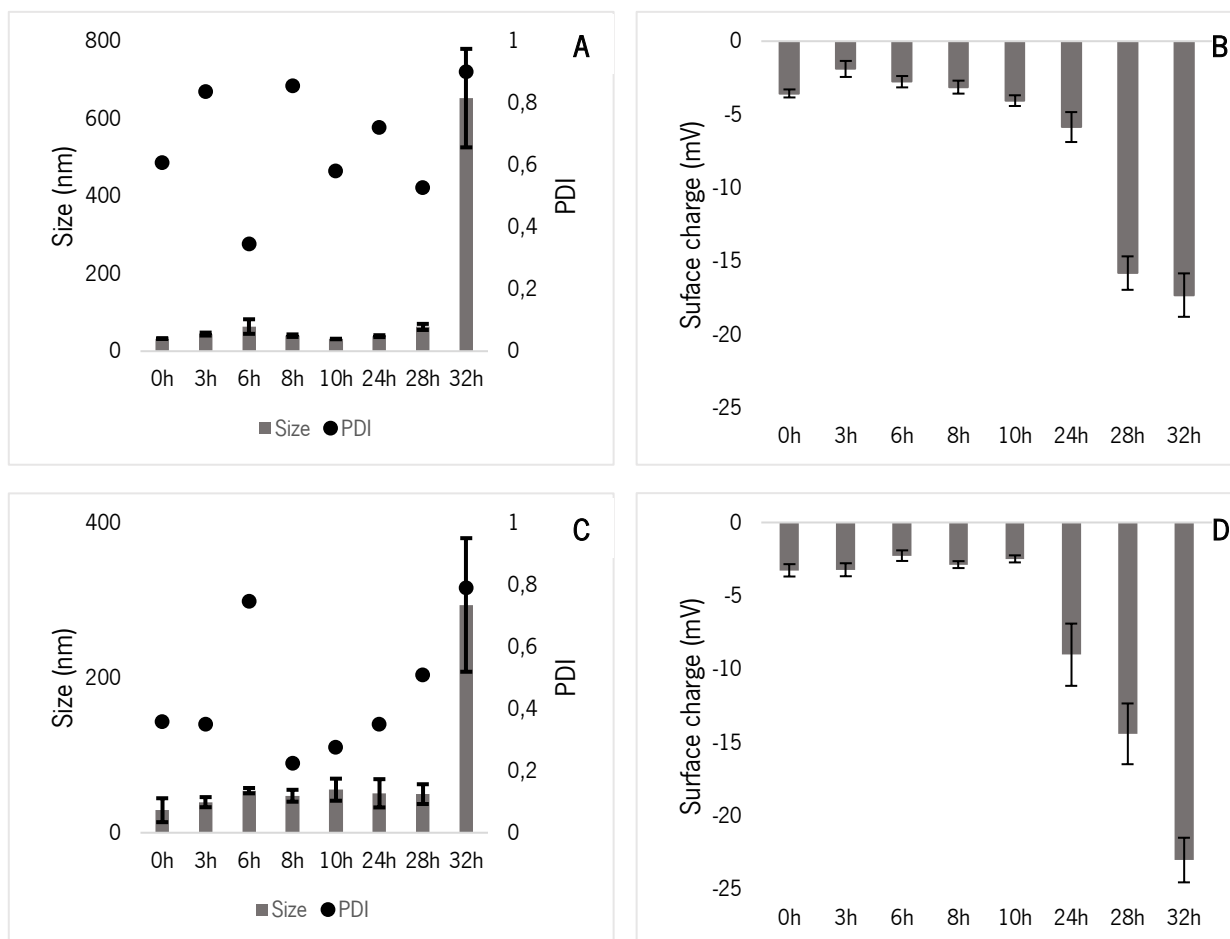 A
800
600
400
200
0
Size (nm)
1
0,8
0,6
0,4
0,2
0
PDI
0h 3h 6h 8h 10h 24h 28h 32h
Size PDI
B
0
-5
-10
-15
-20
-25
Suface charge (mV)
0h 3h 6h 8h 10h 24h 28h 32h
C
400
200
0
Size (nm)
1
0,8
0,6
0,4
0,2
0
PDI
0h 3h 6h 8h 10h 24h 28h 32h
Size PDI
D
0
-5
-10
-15
-20
-25
Surface charge (mV)
0h 3h 6h 8h 10h 24h 28h 32h